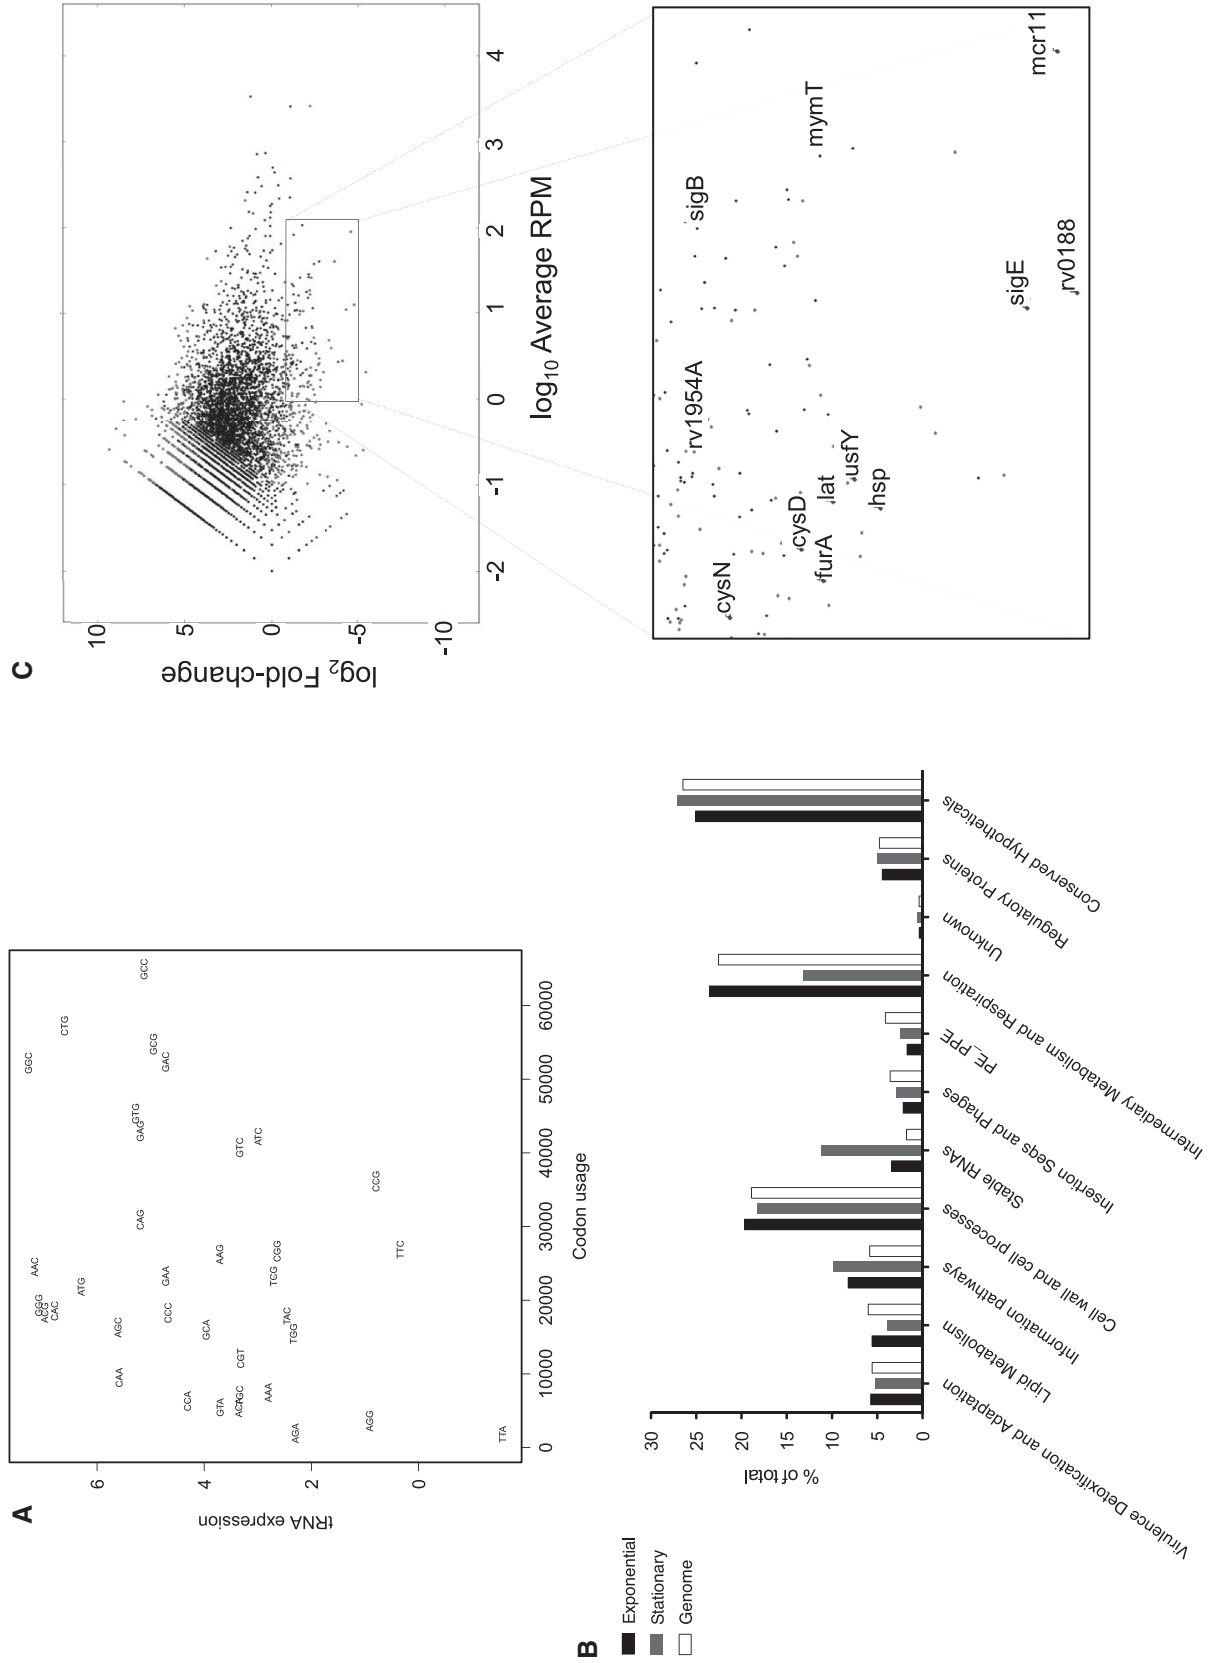 A
tRNA expression
6
4
2
0
GGC
CTG
GCC
GCG
GAC
GTG
GAG
GTC
ATC
CCG
CAG
AAC
AAG
CGG
TTC
ATG
GAA
TCG
GGG
ACG
CAC
CCC
TAC
AGC
GCA
TGG
CGT
CAA
CCA
GTA
AAA
AGA
AGG
TTA
0
10000
20000
30000
40000
50000
60000
Codon usage
B
Exponential
Stationary
Genome
% of total
30
25
20
15
10
5
0
Virulence Detoxification and Adaptation
Lipid Metabolism
Information pathways
Cell wall and cell processes
Stable RNAs
Insertion Seqs and Phages
PE_PPE
Intermediary Metabolism and Respiration
Unknown
Regulatory Proteins
Conserved Hypotheticals
C
log2 Fold-change
10
5
0
-5
-10
-2
-1
0
1
2
3
4
log10 Average RPM
cysN
furA
cysD
lat
usfY
hsp
rv1954A
sigB
mymT
sigE
rv0188
mcr11